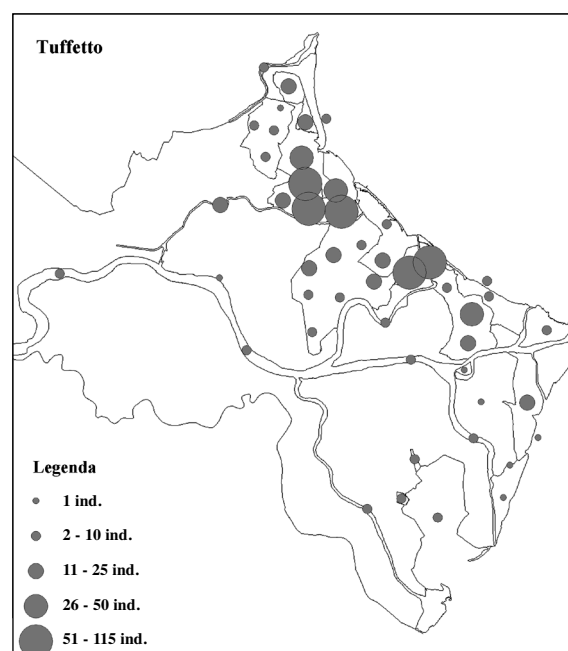 Tuffetto
Legenda
1 ind.
2 - 10 ind.
11 - 25 ind.
26 - 50 ind.
51 - 115 ind.